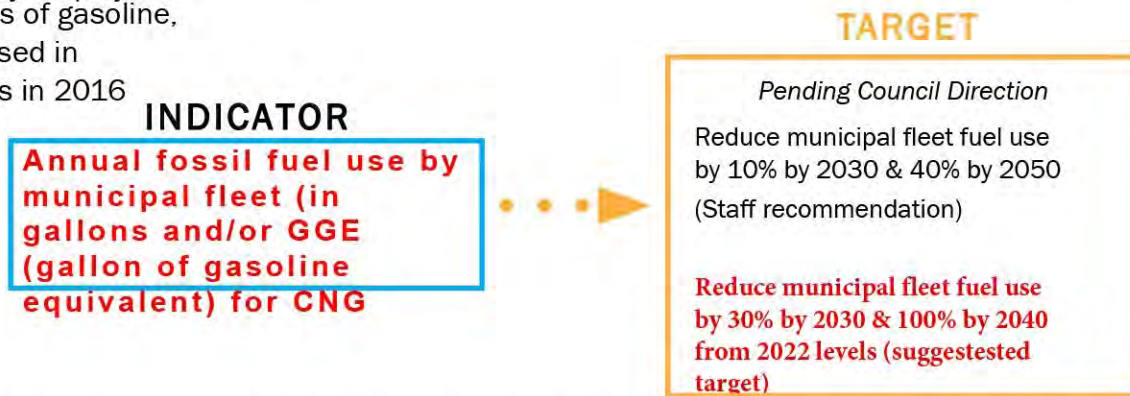 s of gasoline,
sed in
s in 2016
INDICATOR
Annual fossil fuel use by
municipal fleet (in
gallons and/or GGE
(gallon of gasoline
equivalent) for CNG
TARGET
Pending Council Direction
Reduce municipal fleet fuel use
by 10% by 2030 & 40% by 2050
(Staff recommendation)
Reduce municipal fleet fuel use
by 30% by 2030 & 100% by 2040
from 2022 levels (suggestested
target)